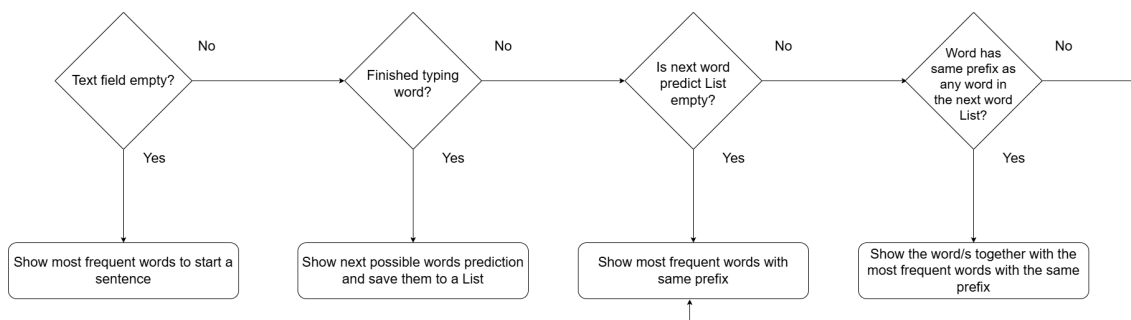 Text field empty?
No
Yes
Show most frequent words to start a
sentence
Finished typing
word?
No
Yes
Show next possible words prediction
and save them to a List
Is next word
predict List
empty?
No
Yes
Show most frequent words with
same prefix
Word has
same prefix as
any word in
the next word
List?
No
Yes
Show the word/s together with the
most frequent words with the same
prefix